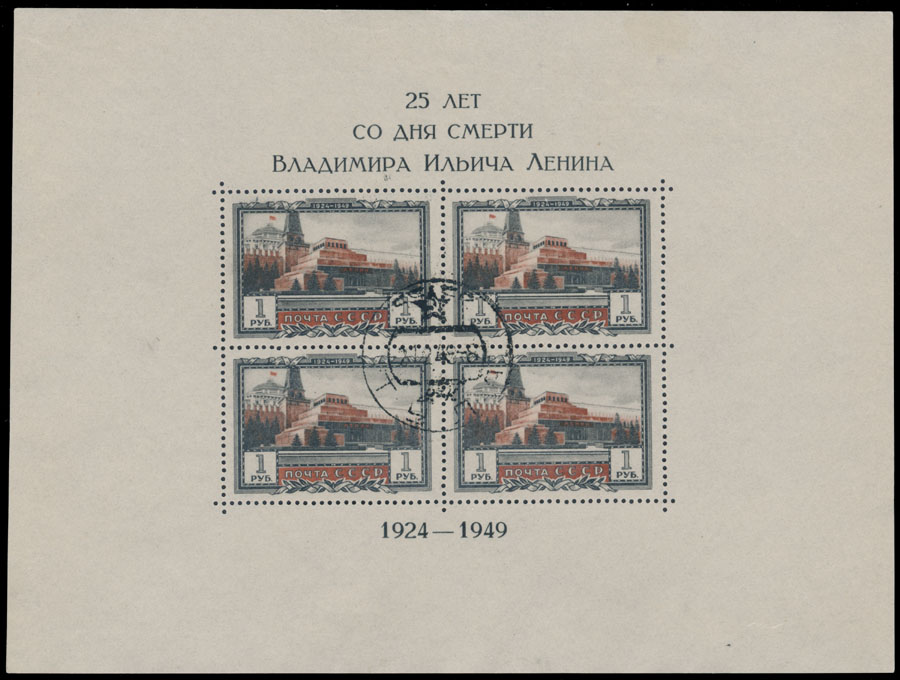 25 ЛЕТ
СО ДНЯ СМЕРТИ
ВЛАДИМИРА ИЛЬИЧА ЛЕНИНА
1924-1949
1 РУБ.
ПОЧТА СССР
1
1924-1949
1 РУБ.
ПОЧТА СССР
1 РУБ.
1924-1949
1 РУБ.
ПОЧТА СССР
1 РУБ.
1924-1949
1 РУБ.
ПОЧТА СССР
1 РУБ.
1924—1949